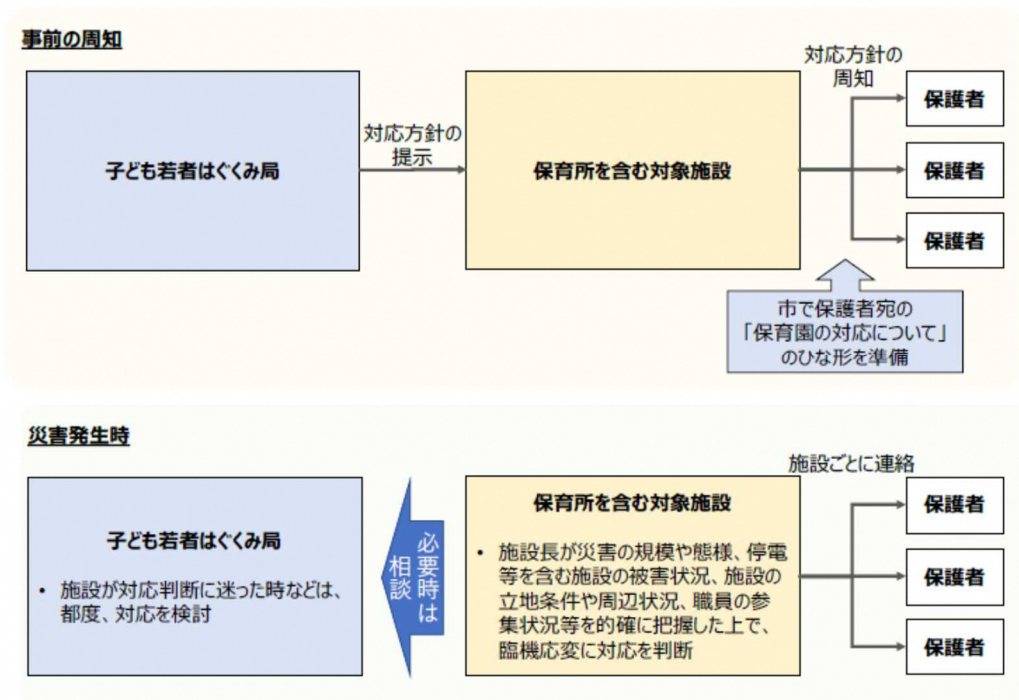 事前の周知
子ども若者はぐくみ局
対応方針の
提示
保育所を含む対象施設
対応方針の
周知
保護者
保護者
保護者
市で保護者宛の
「保育園の対応について」
のひな形を準備
災害発生時
子ども若者はぐくみ局
• 施設が対応判断に迷った時などは、
都度、対応を検討
必要時は
相談
保育所を含む対象施設
• 施設長が災害の規模や態様、停電
等を含む施設の被害状況、施設の
立地条件や周辺状況、職員の参
集状況等を的確に把握した上で、
臨機応変に対応を判断
施設ごとに連絡
保護者
保護者
保護者